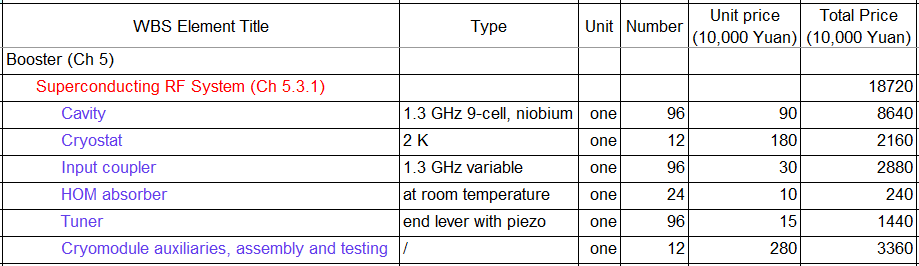 WBS Element Title Type Unit Number Unit price (10,000 Yuan) Total Price (10,000 Yuan)
Booster (Ch 5)
Superconducting RF System (Ch 5.3.1) 18720
Cavity 1.3 GHz 9-cell, niobium one 96 90 8640
Cryostat 2 K one 12 180 2160
Input coupler 1.3 GHz variable one 96 30 2880
HOM absorber at room temperature one 24 10 240
Tuner end lever with piezo one 96 15 1440
Cryomodule auxiliaries, assembly and testing / one 12 280 3360